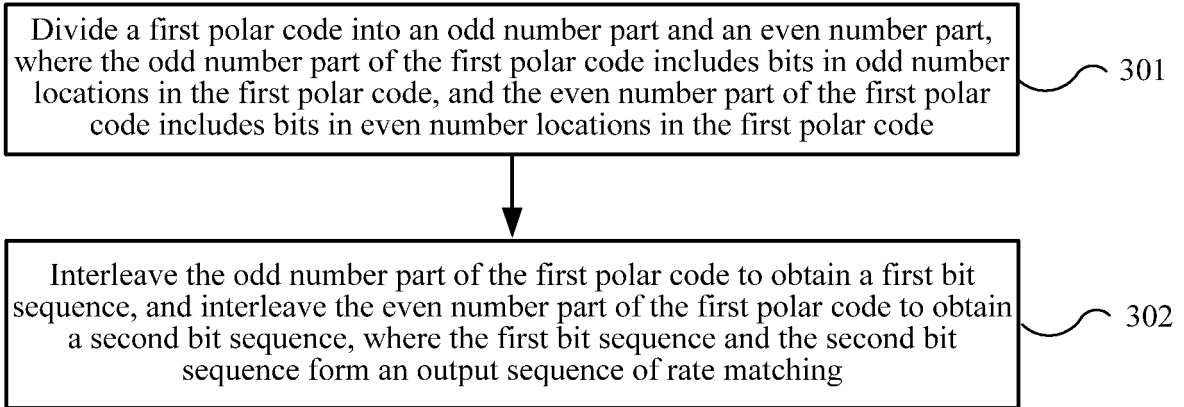 Divide a first polar code into an odd number part and an even number part,
where the odd number part of the first polar code includes bits in odd number
locations in the first polar code, and the even number part of the first polar
code includes bits in even number locations in the first polar code
301
Interleave the odd number part of the first polar code to obtain a first bit
sequence, and interleave the even number part of the first polar code to obtain
a second bit sequence, where the first bit sequence and the second bit
sequence form an output sequence of rate matching
302